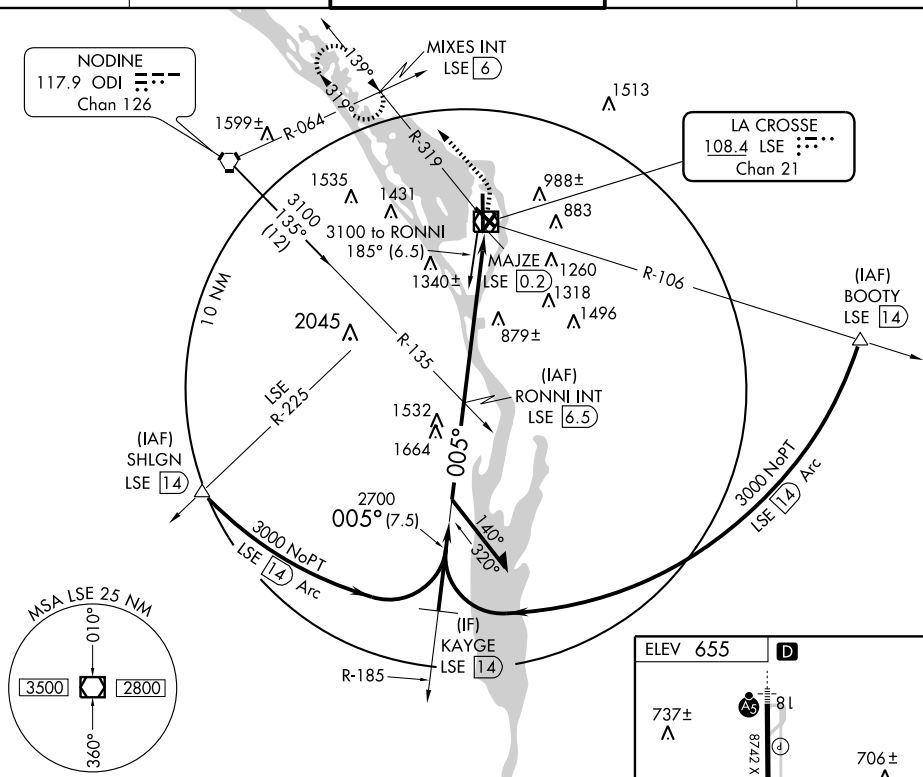 NODINE
117.9 ODI
Chan 126
139°
319°
MIXES INT
LSE 6
1513
1599±
R-064
R-319
LA CROSSE
108.4 LSE
Chan 21
1535
1431
988±
883
3100
135°
(12)
3100 to RONNI
185° (6.5)
1340±
MAJZE
LSE 0.2
1260
1318
1496
879±
R-106
(IAF)
BOOTY
LSE 14
10 NM
2045
R-135
LSE
R-225
(IAF)
RONNI INT
LSE 6.5
1532
1664
005°
(IAF)
SHLGN
LSE 14
2700
005° (7.5)
140°
320°
3000 NoPT
LSE 14 Arc
3000 NoPT
LSE 14 Arc
(IF)
KAYGE
LSE 14
R-185
MSA LSE 25 NM
010°
3500
2800
360°
ELEV 655
D
737±
A5
18
P
8742 X
706±